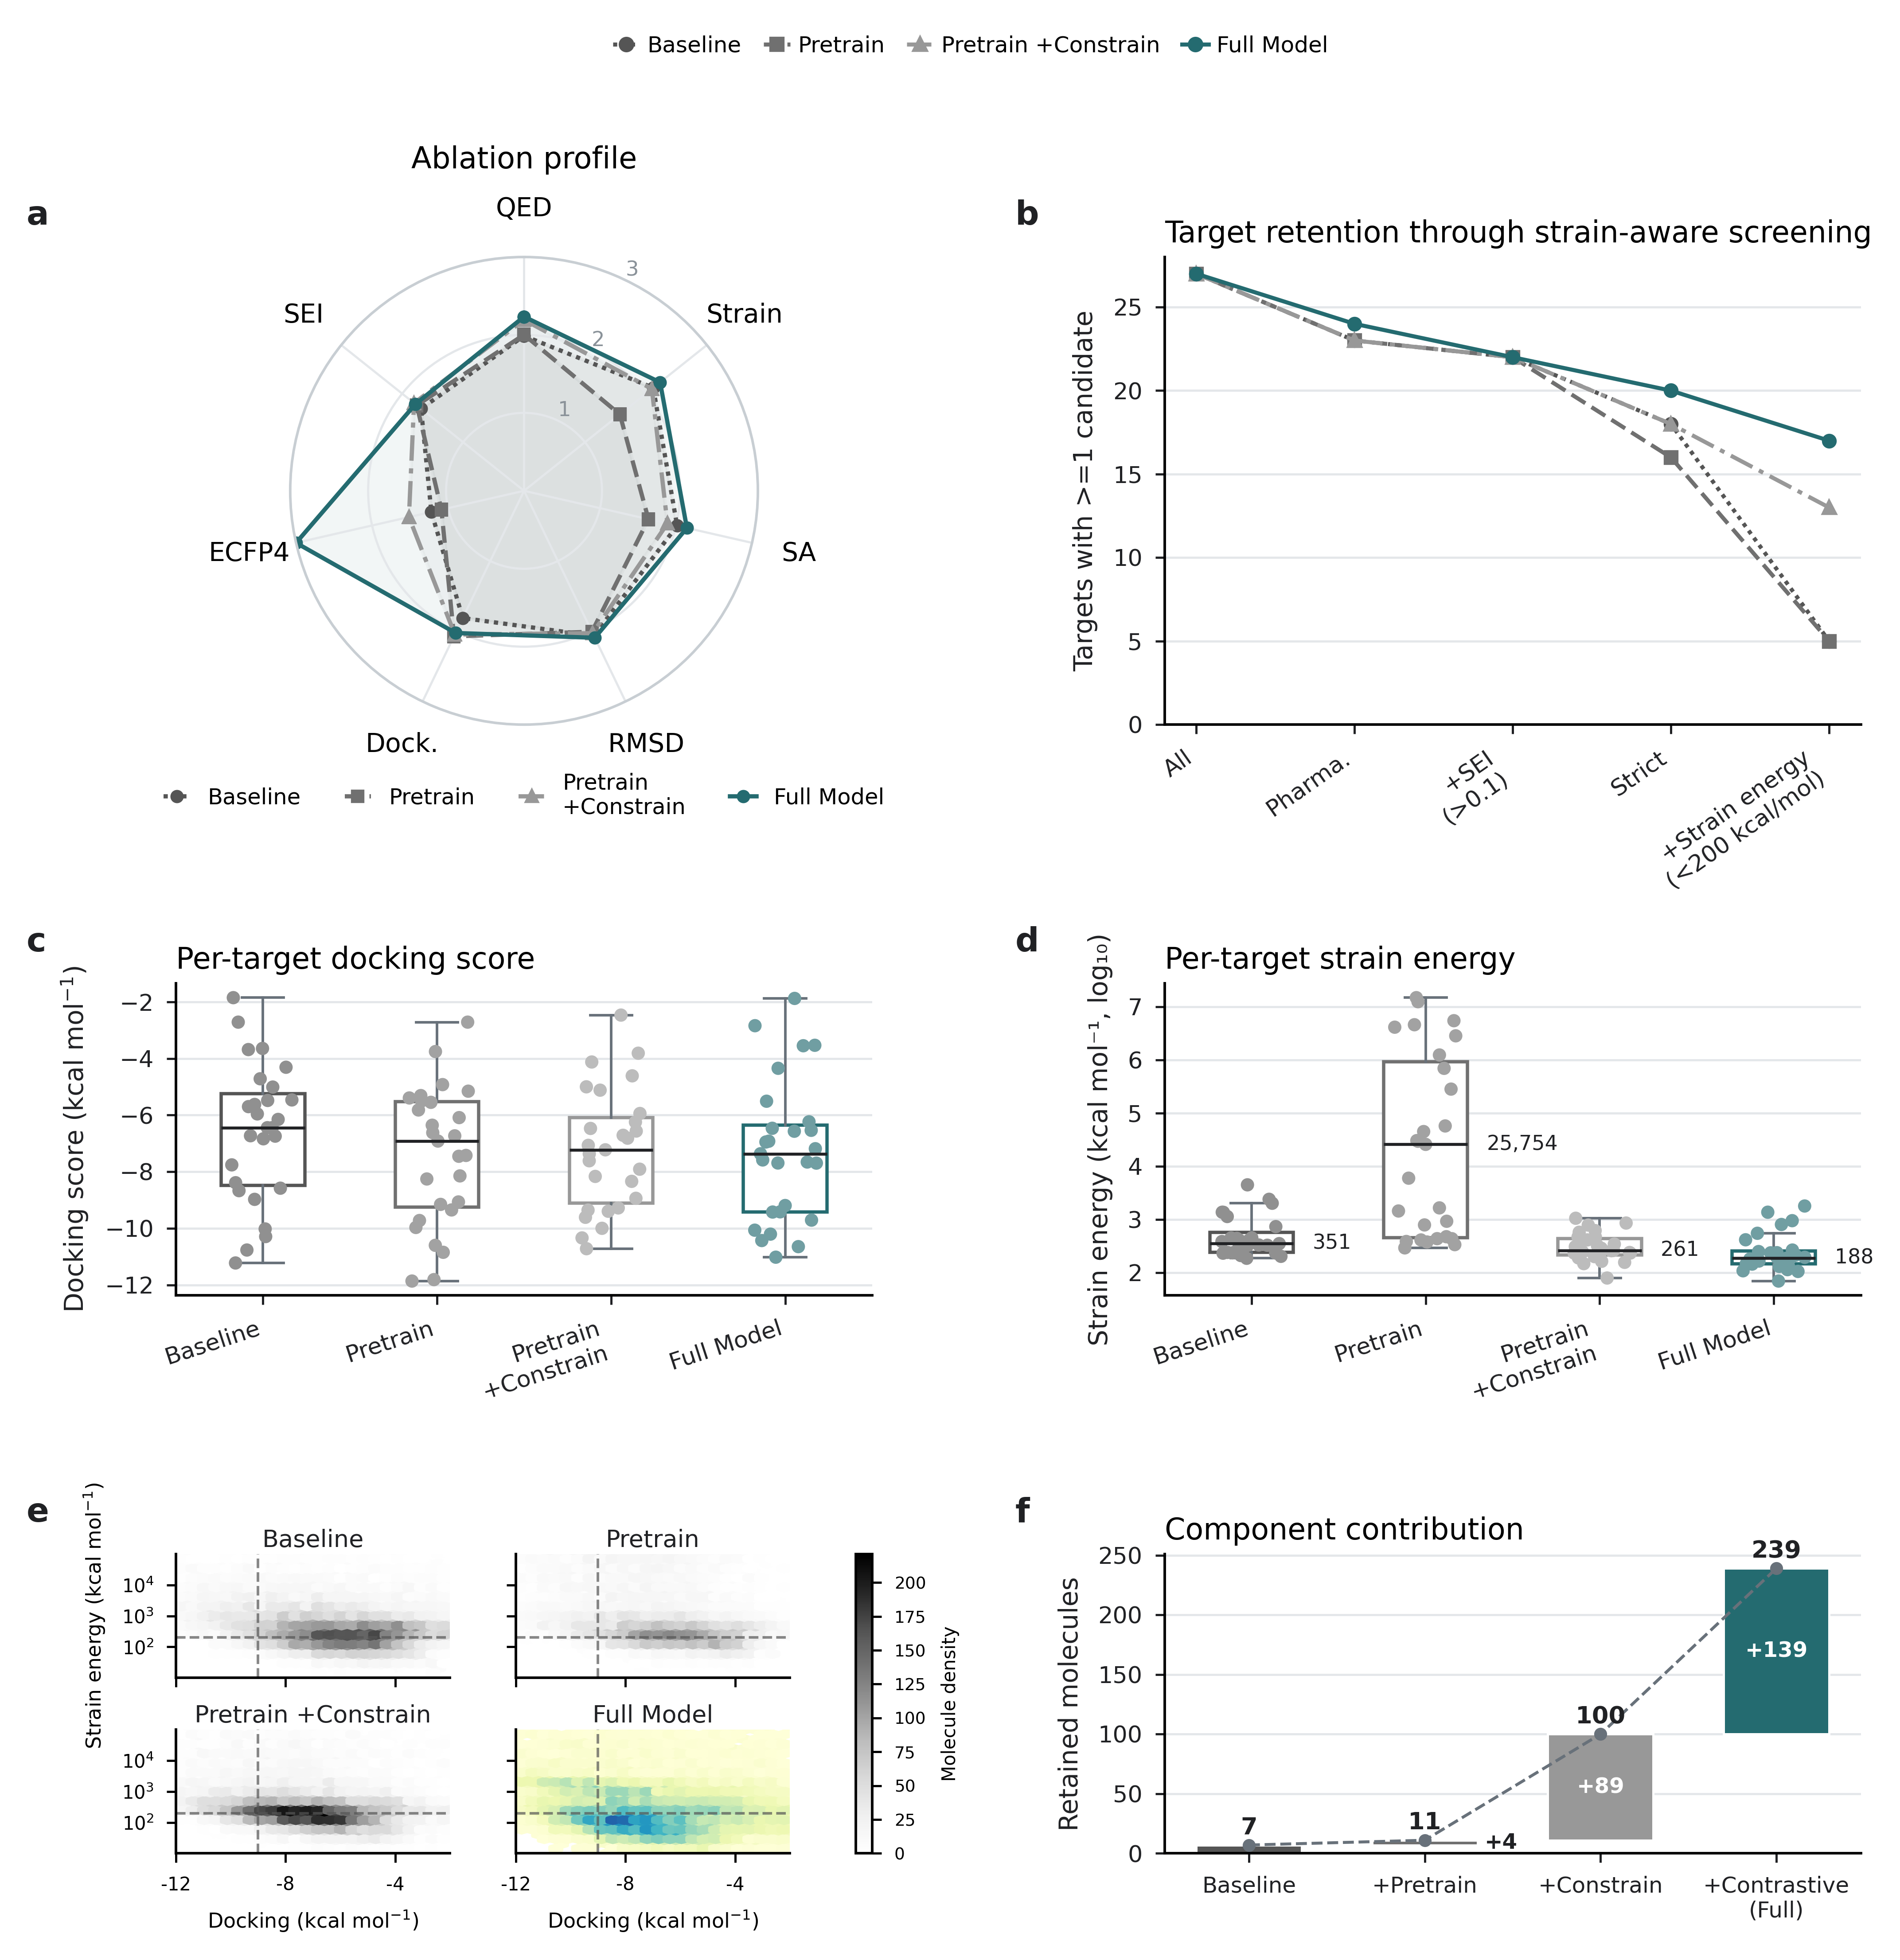 Baseline Pretrain Pretrain +Constrain Full Model
Ablation profile
a
QED
3
SEI
Strain
2
1
ECFP4
SA
Dock.
RMSD
Baseline Pretrain Pretrain +Constrain Full Model
b
Target retention through strain-aware screening
Targets with >=1 candidate
25
20
15
10
5
0
All
Pharma.
+SEI
(>0.1)
Strict
+Strain energy
(<200 kcal/mol)
c
Per-target docking score
Docking score (kcal mol⁻¹)
−2
−4
−6
−8
−10
−12
Baseline
Pretrain
Pretrain
+Constrain
Full Model
d
Per-target strain energy
Strain energy (kcal mol⁻¹, log₁₀)
7
6
5
4
3
2
351
25,754
261
188
Baseline
Pretrain
Pretrain
+Constrain
Full Model
e
Strain energy (kcal mol⁻¹)
Baseline
Pretrain
10⁴
10³
10²
Pretrain +Constrain
Full Model
10⁴
10³
10²
-12 -8 -4
-12 -8 -4
Docking (kcal mol⁻¹)
Docking (kcal mol⁻¹)
200
175
150
125
100
75
50
25
0
Molecule density
f
Component contribution
Retained molecules
250
200
150
100
50
0
7
11
+4
100
+89
239
+139
Baseline
+Pretrain
+Constrain
+Contrastive
(Full)